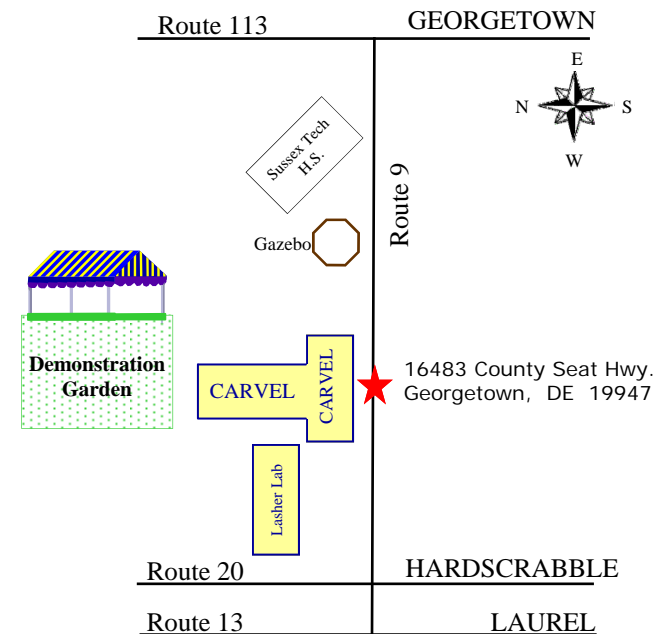 Route 113
GEORGETOWN
E
N
S
W
Sussex Tech
H.S.
Route 9
Gazebo
Demonstration
Garden
CARVEL
CARVEL
16483 County Seat Hwy.
Georgetown, DE 19947
Lasher Lab
Route 20
HARDSCRABBLE
Route 13
LAUREL